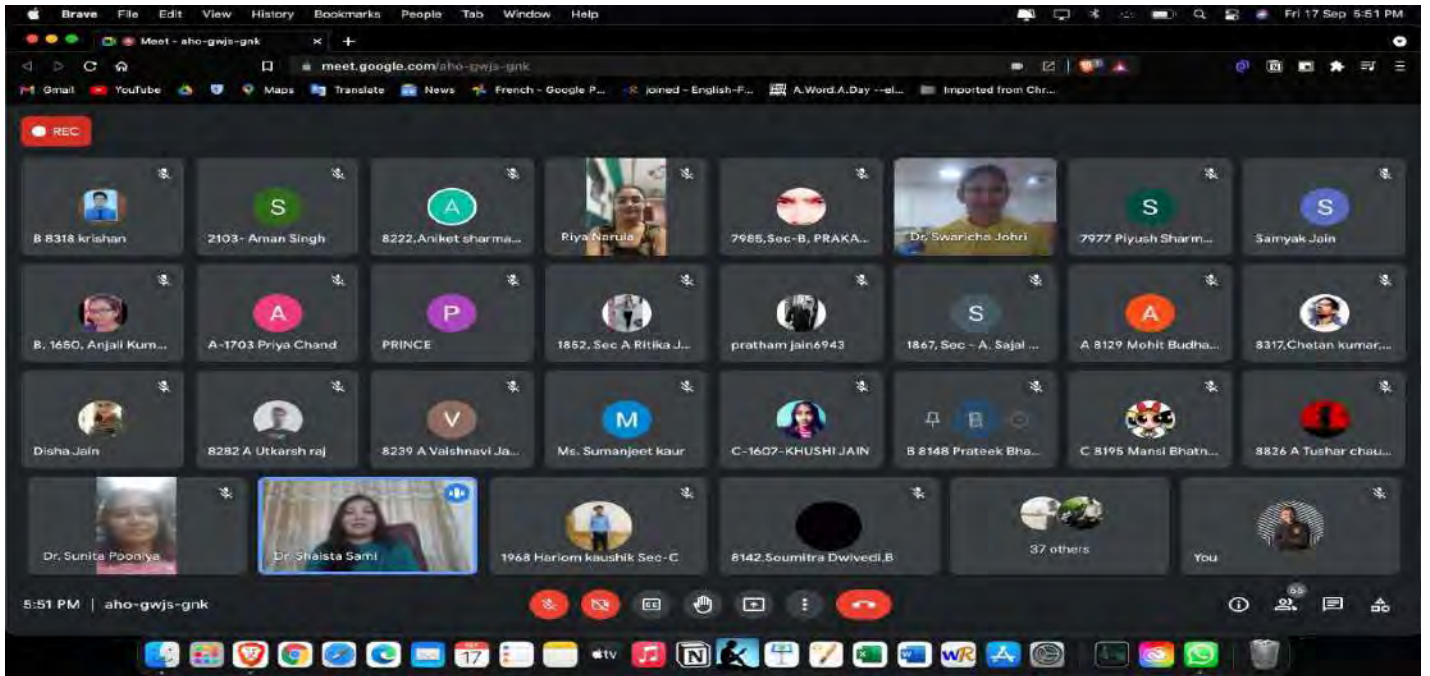 Brave File Edit View History Bookmarks People Tab Window Help Fri 17 Sep 5:51 PM
Meet - aho-gwjs-gnk
meet.google.com/aho-gwjs-gnk
Gmail YouTube Maps Translate News French - Google P... joined - English-F... A.Word.A.Day --el... Imported from Chr...
REC
B 8318 krishan
S
2103- Aman Singh
A
8222,Aniket sharma...
Riya Narula
7985,Sec-B, PRAKA...
Dr. Swaricha Johri
S
7977 Piyush Sharm...
S
Samyak Jain
B, 1650, Anjali Kum...
A
A-1703 Priya Chand
P
PRINCE
1852, Sec A Ritika J...
pratham jain6943
S
1867, Sec - A, Sajal ...
A
A 8129 Mohit Budha...
8317,Chetan kumar,...
Disha Jain
8282 A Utkarsh raj
V
8239 A Vaishnavi Ja...
M
Ms. Sumanjeet kaur
C-1607-KHUSHI JAIN
B 8148 Prateek Bha...
C 8195 Mansi Bhatn...
8826 A Tushar chau...
Dr. Sunita Pooniya
Dr. Shaista Sami
1968 Hariom kaushik Sec-C
8142.Soumitra Dwivedi,B
37 others
You
5:51 PM | aho-gwjs-gnk
CC
SEP
17
tv
W